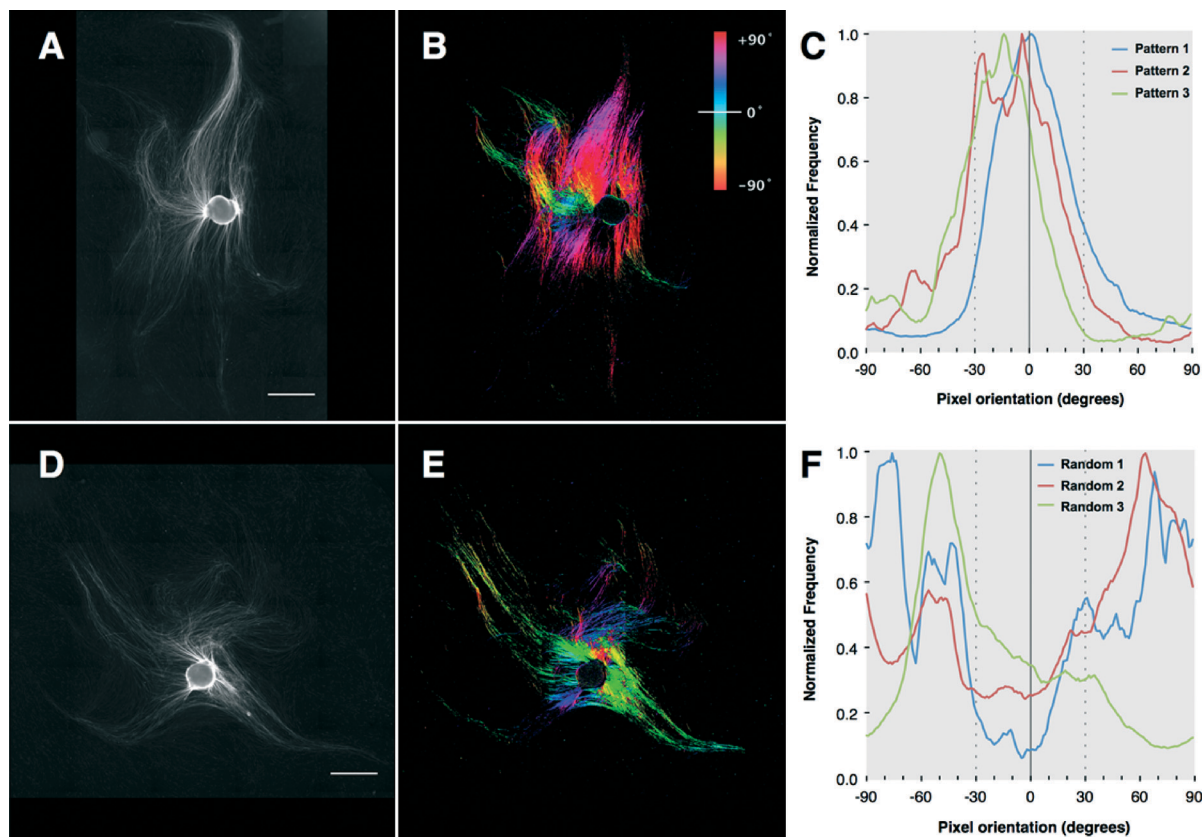 A
B
+90°
0°
-90°
C
Normalized Frequency
1.0
0.8
0.6
0.4
0.2
0.0
Pattern 1
Pattern 2
Pattern 3
-90 -60 -30 0 30 60 90
Pixel orientation (degrees)
D
E
F
Normalized Frequency
1.0
0.8
0.6
0.4
0.2
0.0
Random 1
Random 2
Random 3
-90 -60 -30 0 30 60 90
Pixel orientation (degrees)